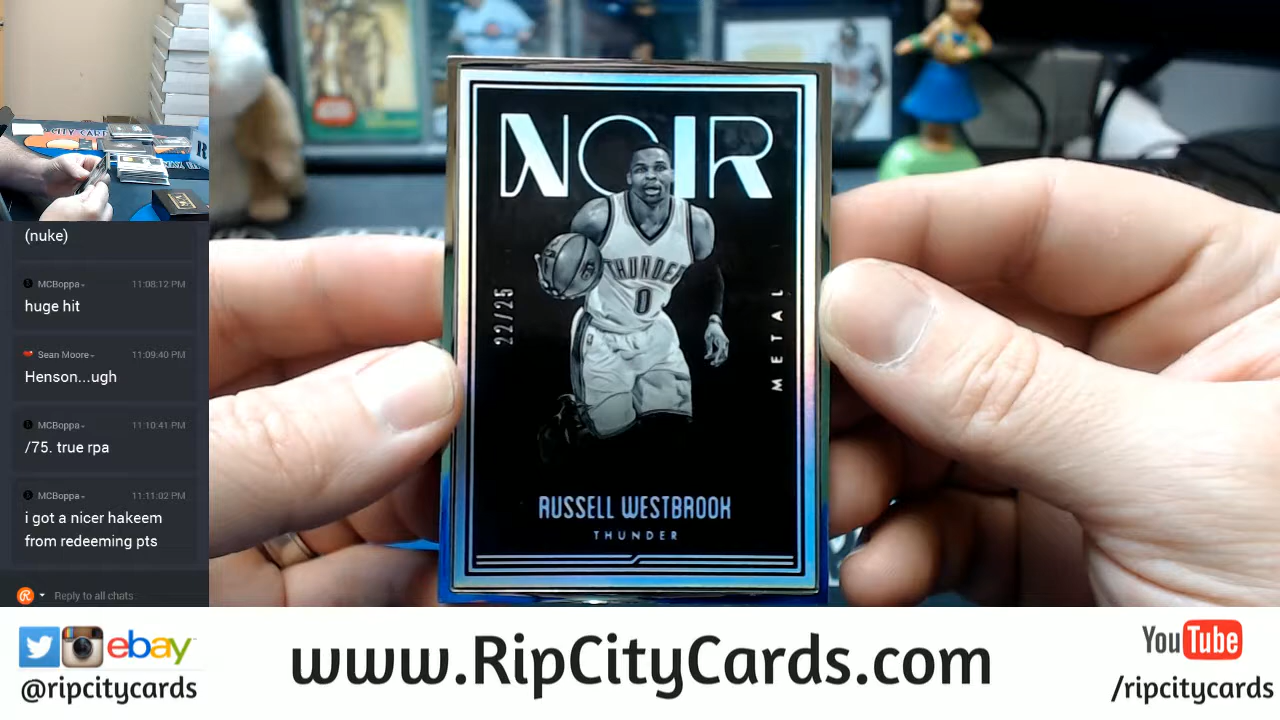 CITY CARD
R
(nuke)
MCBoppa 11:08:12 PM
huge hit
Sean Moore 11:09:40 PM
Henson...ugh
MCBoppa 11:10:41 PM
/75. true rpa
MCBoppa 11:11:02 PM
i got a nicer hakeem
from redeeming pts
Reply to all chats
NOIR
THUNDER
0
22/25
METAL
RUSSELL WESTBROOK
THUNDER
ebay
@ripcitycards
www.RipCityCards.com
YouTube
/ripcitycards